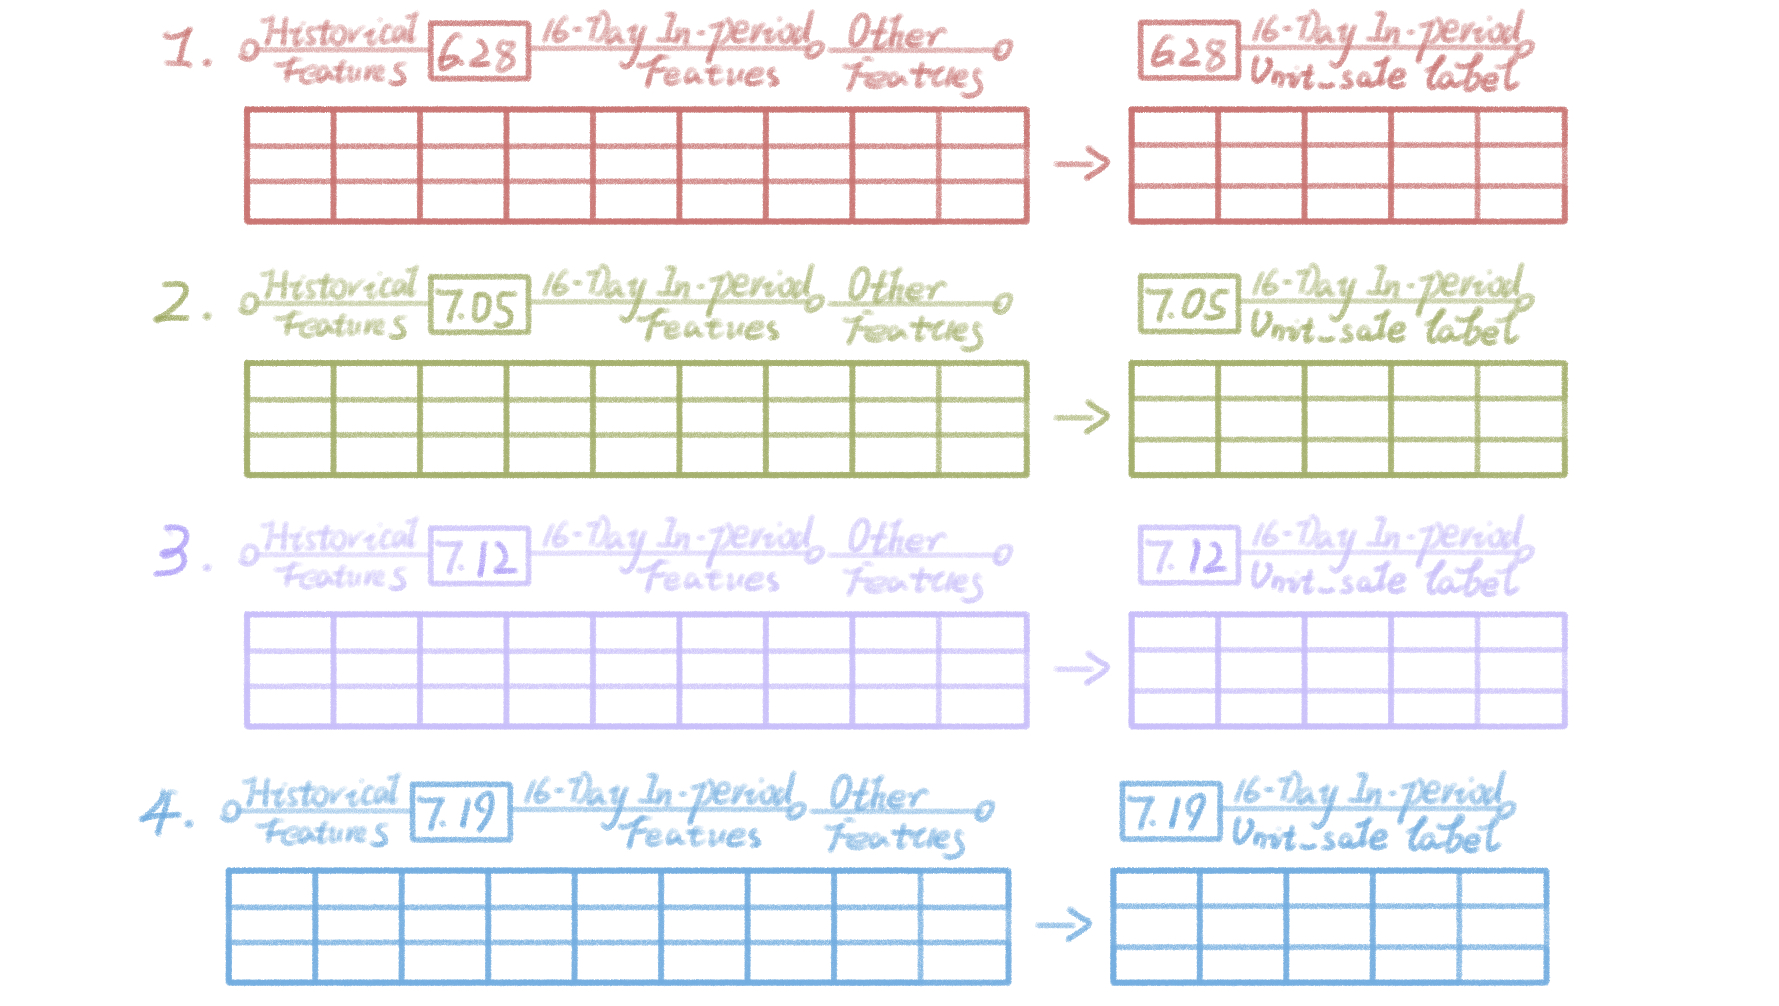 1. Historical 6.28 16-Day In-period Other 6.28 16-Day In-period
Features Featues Featues Unit_sale label
2. Historical 7.05 16-Day In-period Other 7.05 16-Day In-period
Features Featues Featues Unit_sale label
3. Historical 7.12 16-Day In-period Other 7.12 16-Day In-period
Features Featues Featues Unit_sale label
4. Historical 7.19 16-Day In-period Other 7.19 16-Day In-period
Features Featues Featues Unit_sale label